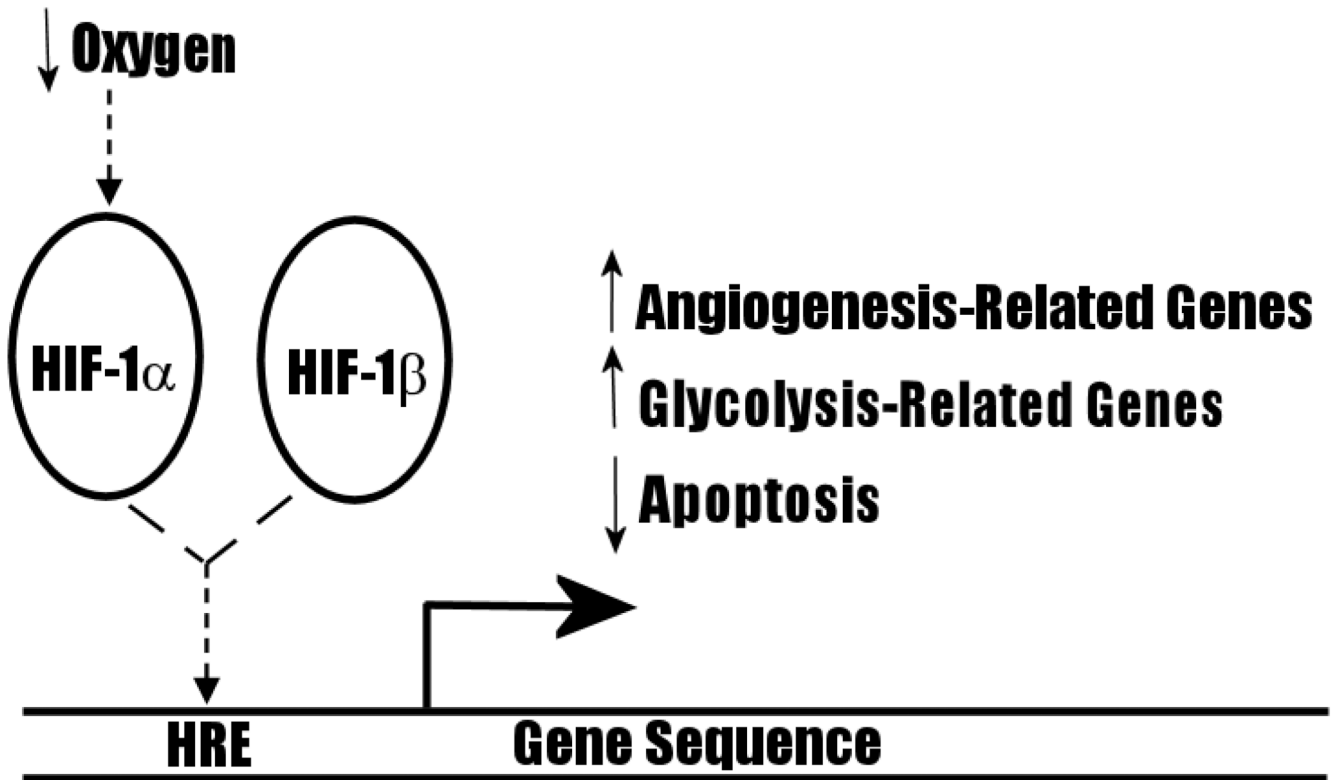 Oxygen
HIF-1α
HIF-1β
Angiogenesis-Related Genes
Glycolysis-Related Genes
Apoptosis
HRE
Gene Sequence